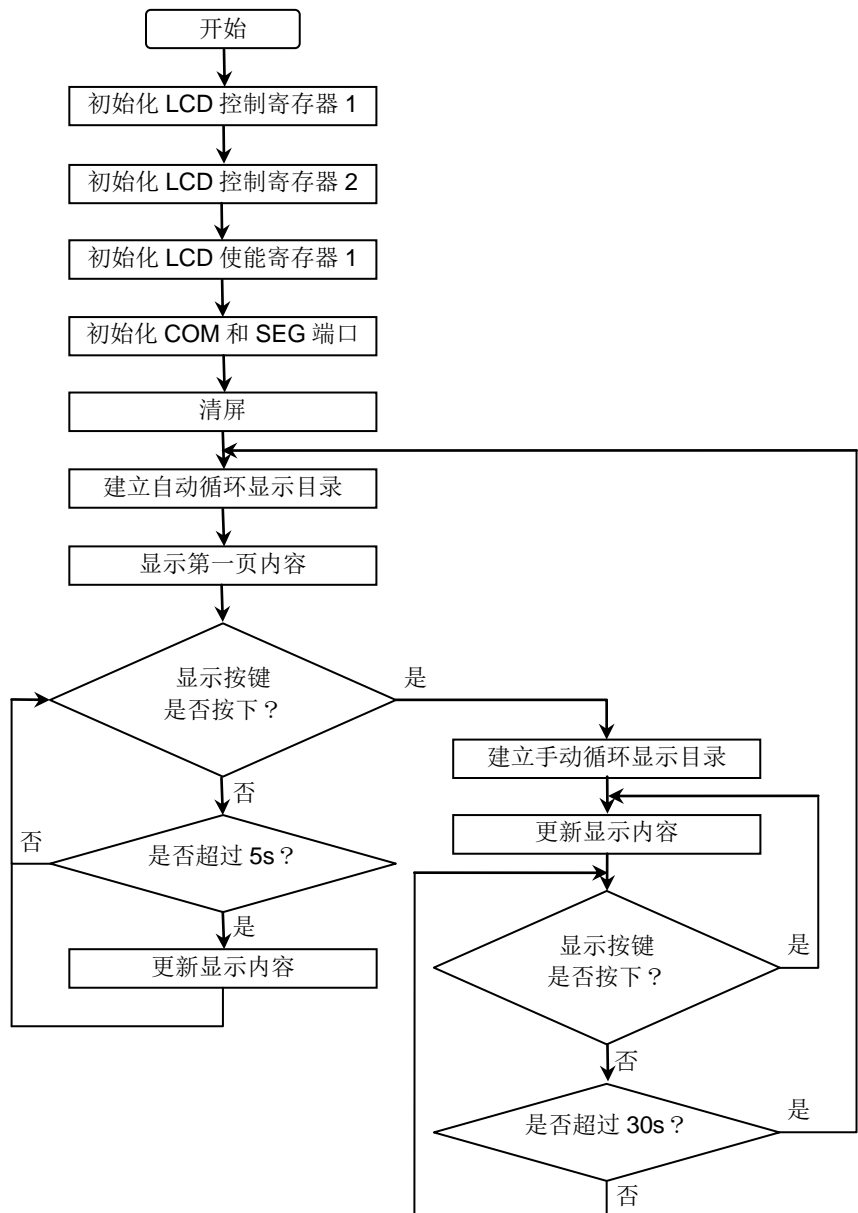 开始
初始化 LCD 控制寄存器 1
初始化 LCD 控制寄存器 2
初始化 LCD 使能寄存器 1
初始化 COM 和 SEG 端口
清屏
建立自动循环显示目录
显示第一页内容
显示按键
是否按下？
是
否
是否超过 5s？
否
是
更新显示内容
建立手动循环显示目录
更新显示内容
显示按键
是否按下？
是
否
是否超过 30s？
是
否